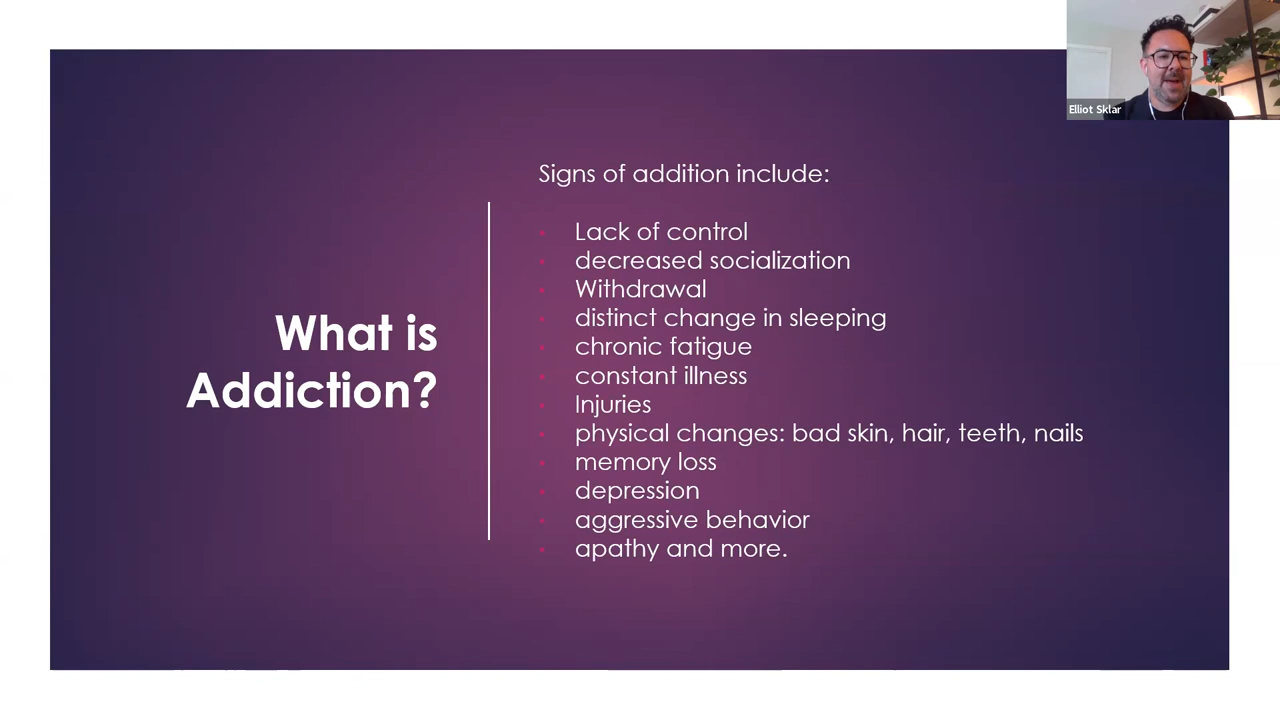 Elliot Sklar
What is
Addiction?
Signs of addition include:
Lack of control
decreased socialization
Withdrawal
distinct change in sleeping
chronic fatigue
constant illness
Injuries
physical changes: bad skin, hair, teeth, nails
memory loss
depression
aggressive behavior
apathy and more.